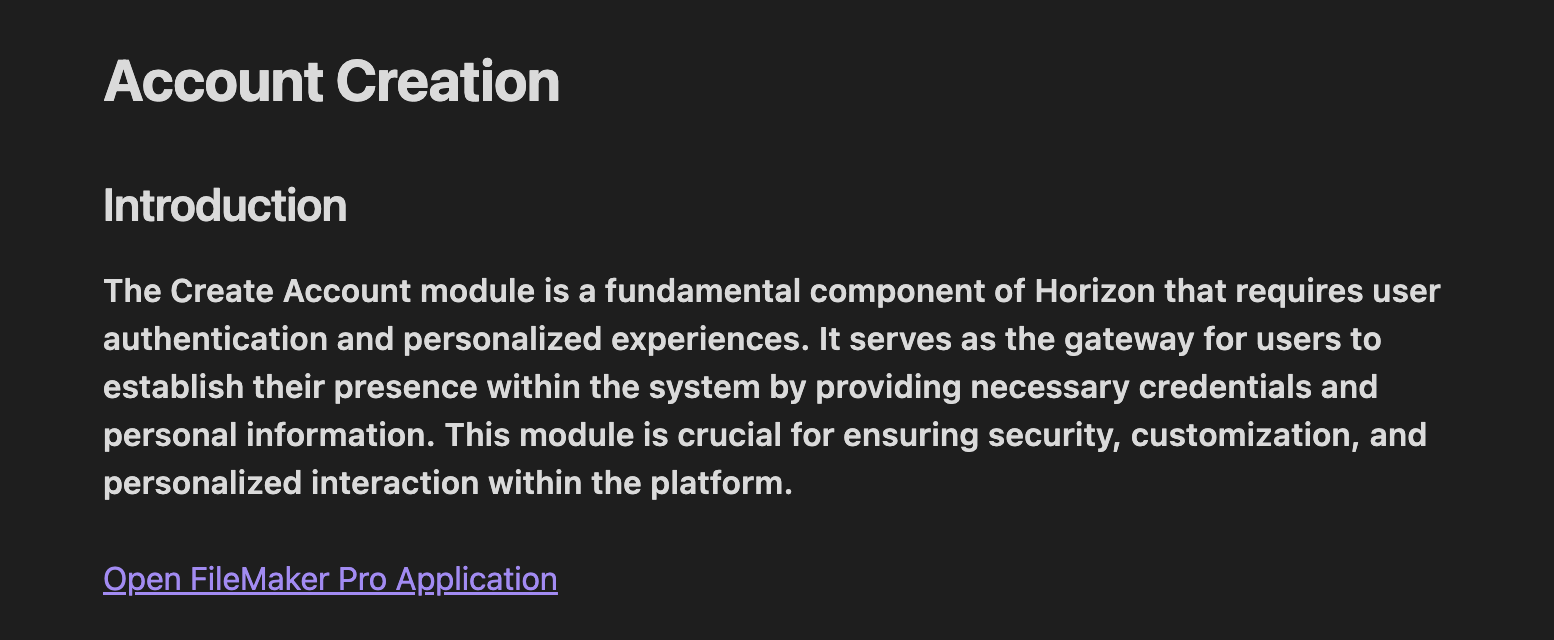 Account Creation
Introduction
The Create Account module is a fundamental component of Horizon that requires user
authentication and personalized experiences. It serves as the gateway for users to
establish their presence within the system by providing necessary credentials and
personal information. This module is crucial for ensuring security, customization, and
personalized interaction within the platform.
Open FileMaker Pro Application